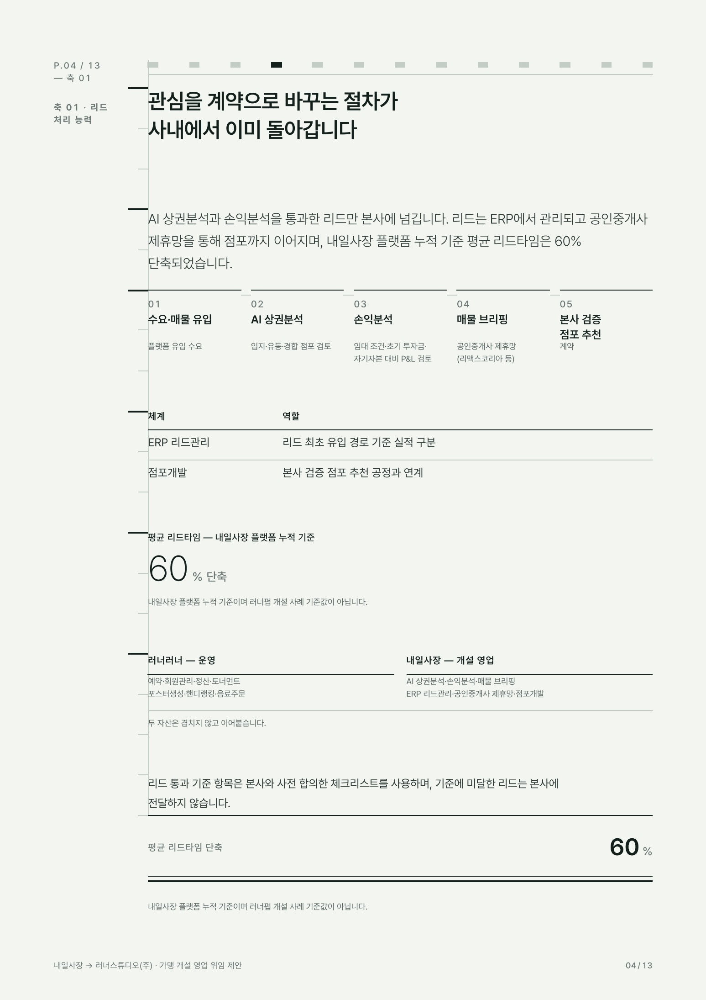 P.04 / 13
— 축 01
축 01 · 리드
처리 능력
관심을 계약으로 바꾸는 절차가
사내에서 이미 돌아갑니다
AI 상권분석과 손익분석을 통과한 리드만 본사에 넘깁니다. 리드는 ERP에서 관리되고 공인중개사
제휴망을 통해 점포까지 이어지며, 내일사장 플랫폼 누적 기준 평균 리드타임은 60%
단축되었습니다.
01
수요·매물 유입
플랫폼 유입 수요
02
AI 상권분석
입지·유동·경합 점포 검토
03
손익분석
임대 조건·초기 투자금·
자기자본 대비 P&L 검토
04
매물 브리핑
공인중개사 제휴망
(리맥스코리아 등)
05
본사 검증
점포 추천
계약
체계 역할
ERP 리드관리 리드 최초 유입 경로 기준 실적 구분
점포개발 본사 검증 점포 추천 공정과 연계
평균 리드타임 — 내일사장 플랫폼 누적 기준
60 % 단축
내일사장 플랫폼 누적 기준이며 러너펍 개설 사례 기준값이 아닙니다.
러너러너 — 운영
예약·회원관리·정산·토너먼트
포스터생성·핸디랭킹·음료주문
내일사장 — 개설 영업
AI 상권분석·손익분석·매물 브리핑
ERP 리드관리·공인중개사 제휴망·점포개발
두 자산은 겹치지 않고 이어붙습니다.
리드 통과 기준 항목은 본사와 사전 합의한 체크리스트를 사용하며, 기준에 미달한 리드는 본사에
전달하지 않습니다.
평균 리드타임 단축 60 %
내일사장 플랫폼 누적 기준이며 러너펍 개설 사례 기준값이 아닙니다.
내일사장 → 러너스튜디오(주) · 가맹 개설 영업 위임 제안 04/13